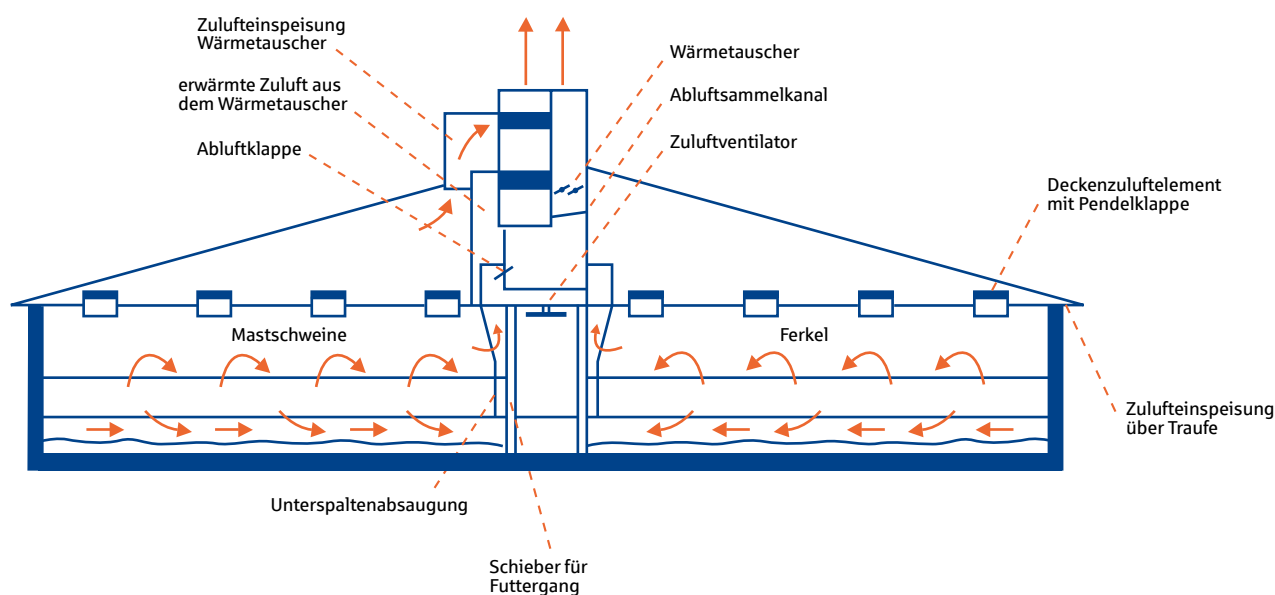 Zulufteinspeisung
Wärmetauscher
erwärmte Zuluft aus
dem Wärmetauscher
Abluftklappe
Wärmetauscher
Abluftsammelkanal
Zuluftventilator
Deckenzuluftelement
mit Pendelklappe
Mastschweine
Ferkel
Zulufteinspeisung
über Traufe
Unterspaltenabsaugung
Schieber für
Futtergang